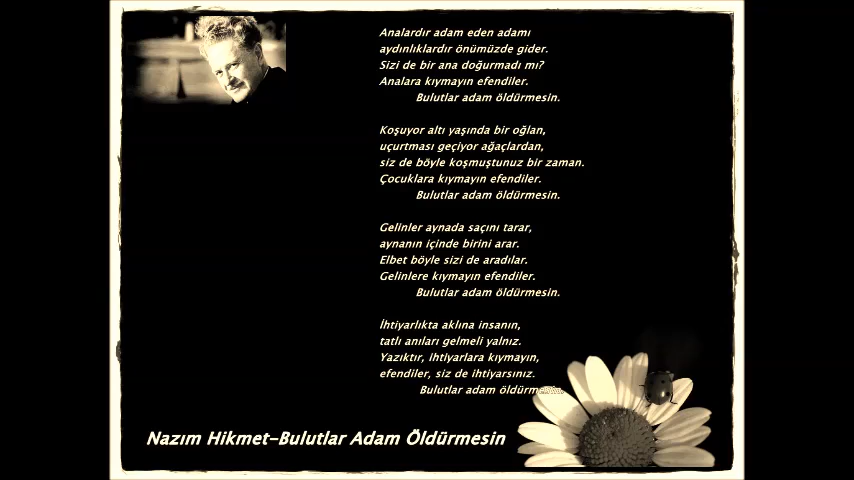 Analardır adam eden adamı
aydınlıklardır önümüzde gider.
Sizi de bir ana doğurmadı mı?
Analara kıymayın efendiler.
Bulutlar adam öldürmesin.
Koşuyor altı yaşında bir oğlan,
uçurtması geçiyor ağaçlardan,
siz de böyle koşmuştunuz bir zaman.
Çocuklara kıymayın efendiler.
Bulutlar adam öldürmesin.
Gelinler aynada saçını tarar,
aynanın içinde birini arar.
Elbet böyle sizi de aradılar.
Gelinlere kıymayın efendiler.
Bulutlar adam öldürmesin.
İhtiyarlıkta aklına insanın,
tatlı anıları gelmeli yalnız.
Yazıktır, ihtiyarlara kıymayın,
efendiler, siz de ihtiyarsınız.
Bulutlar adam öldürmesin.
Nazım Hikmet-Bulutlar Adam Öldürmesin